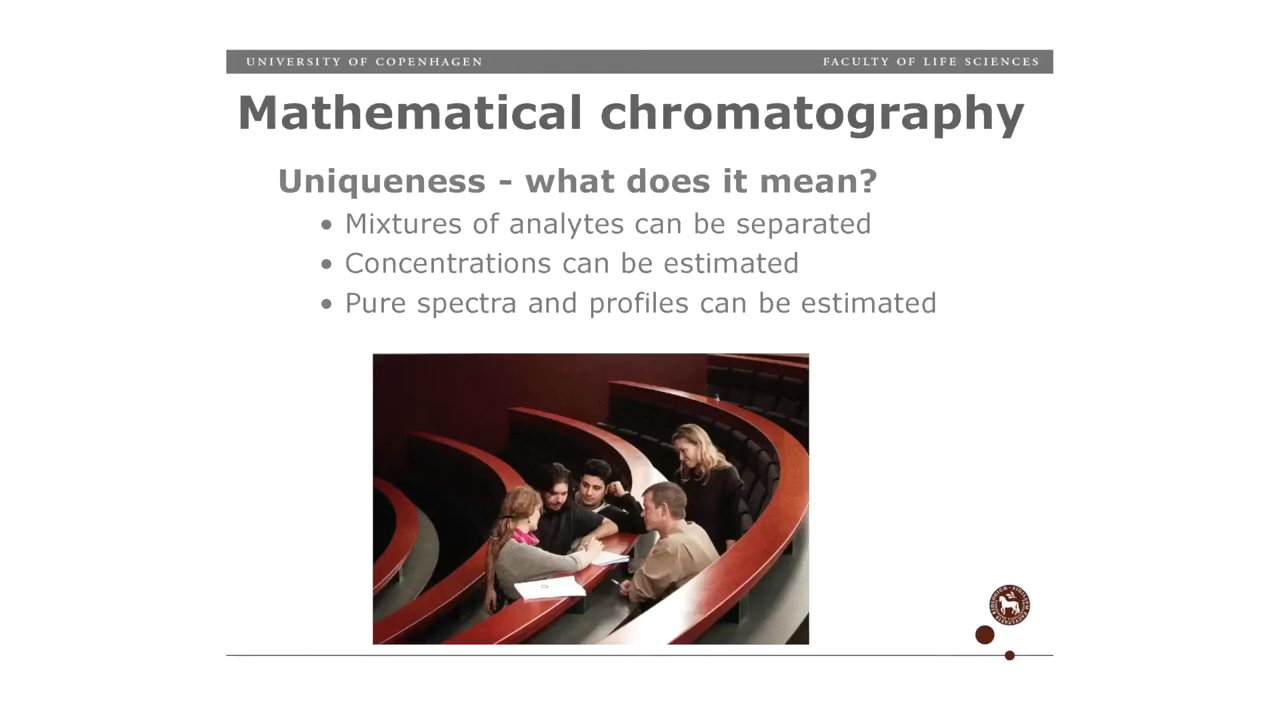 UNIVERSITY OF COPENHAGEN
FACULTY OF LIFE SCIENCES
Mathematical chromatography
Uniqueness - what does it mean?
• Mixtures of analytes can be separated
• Concentrations can be estimated
• Pure spectra and profiles can be estimated